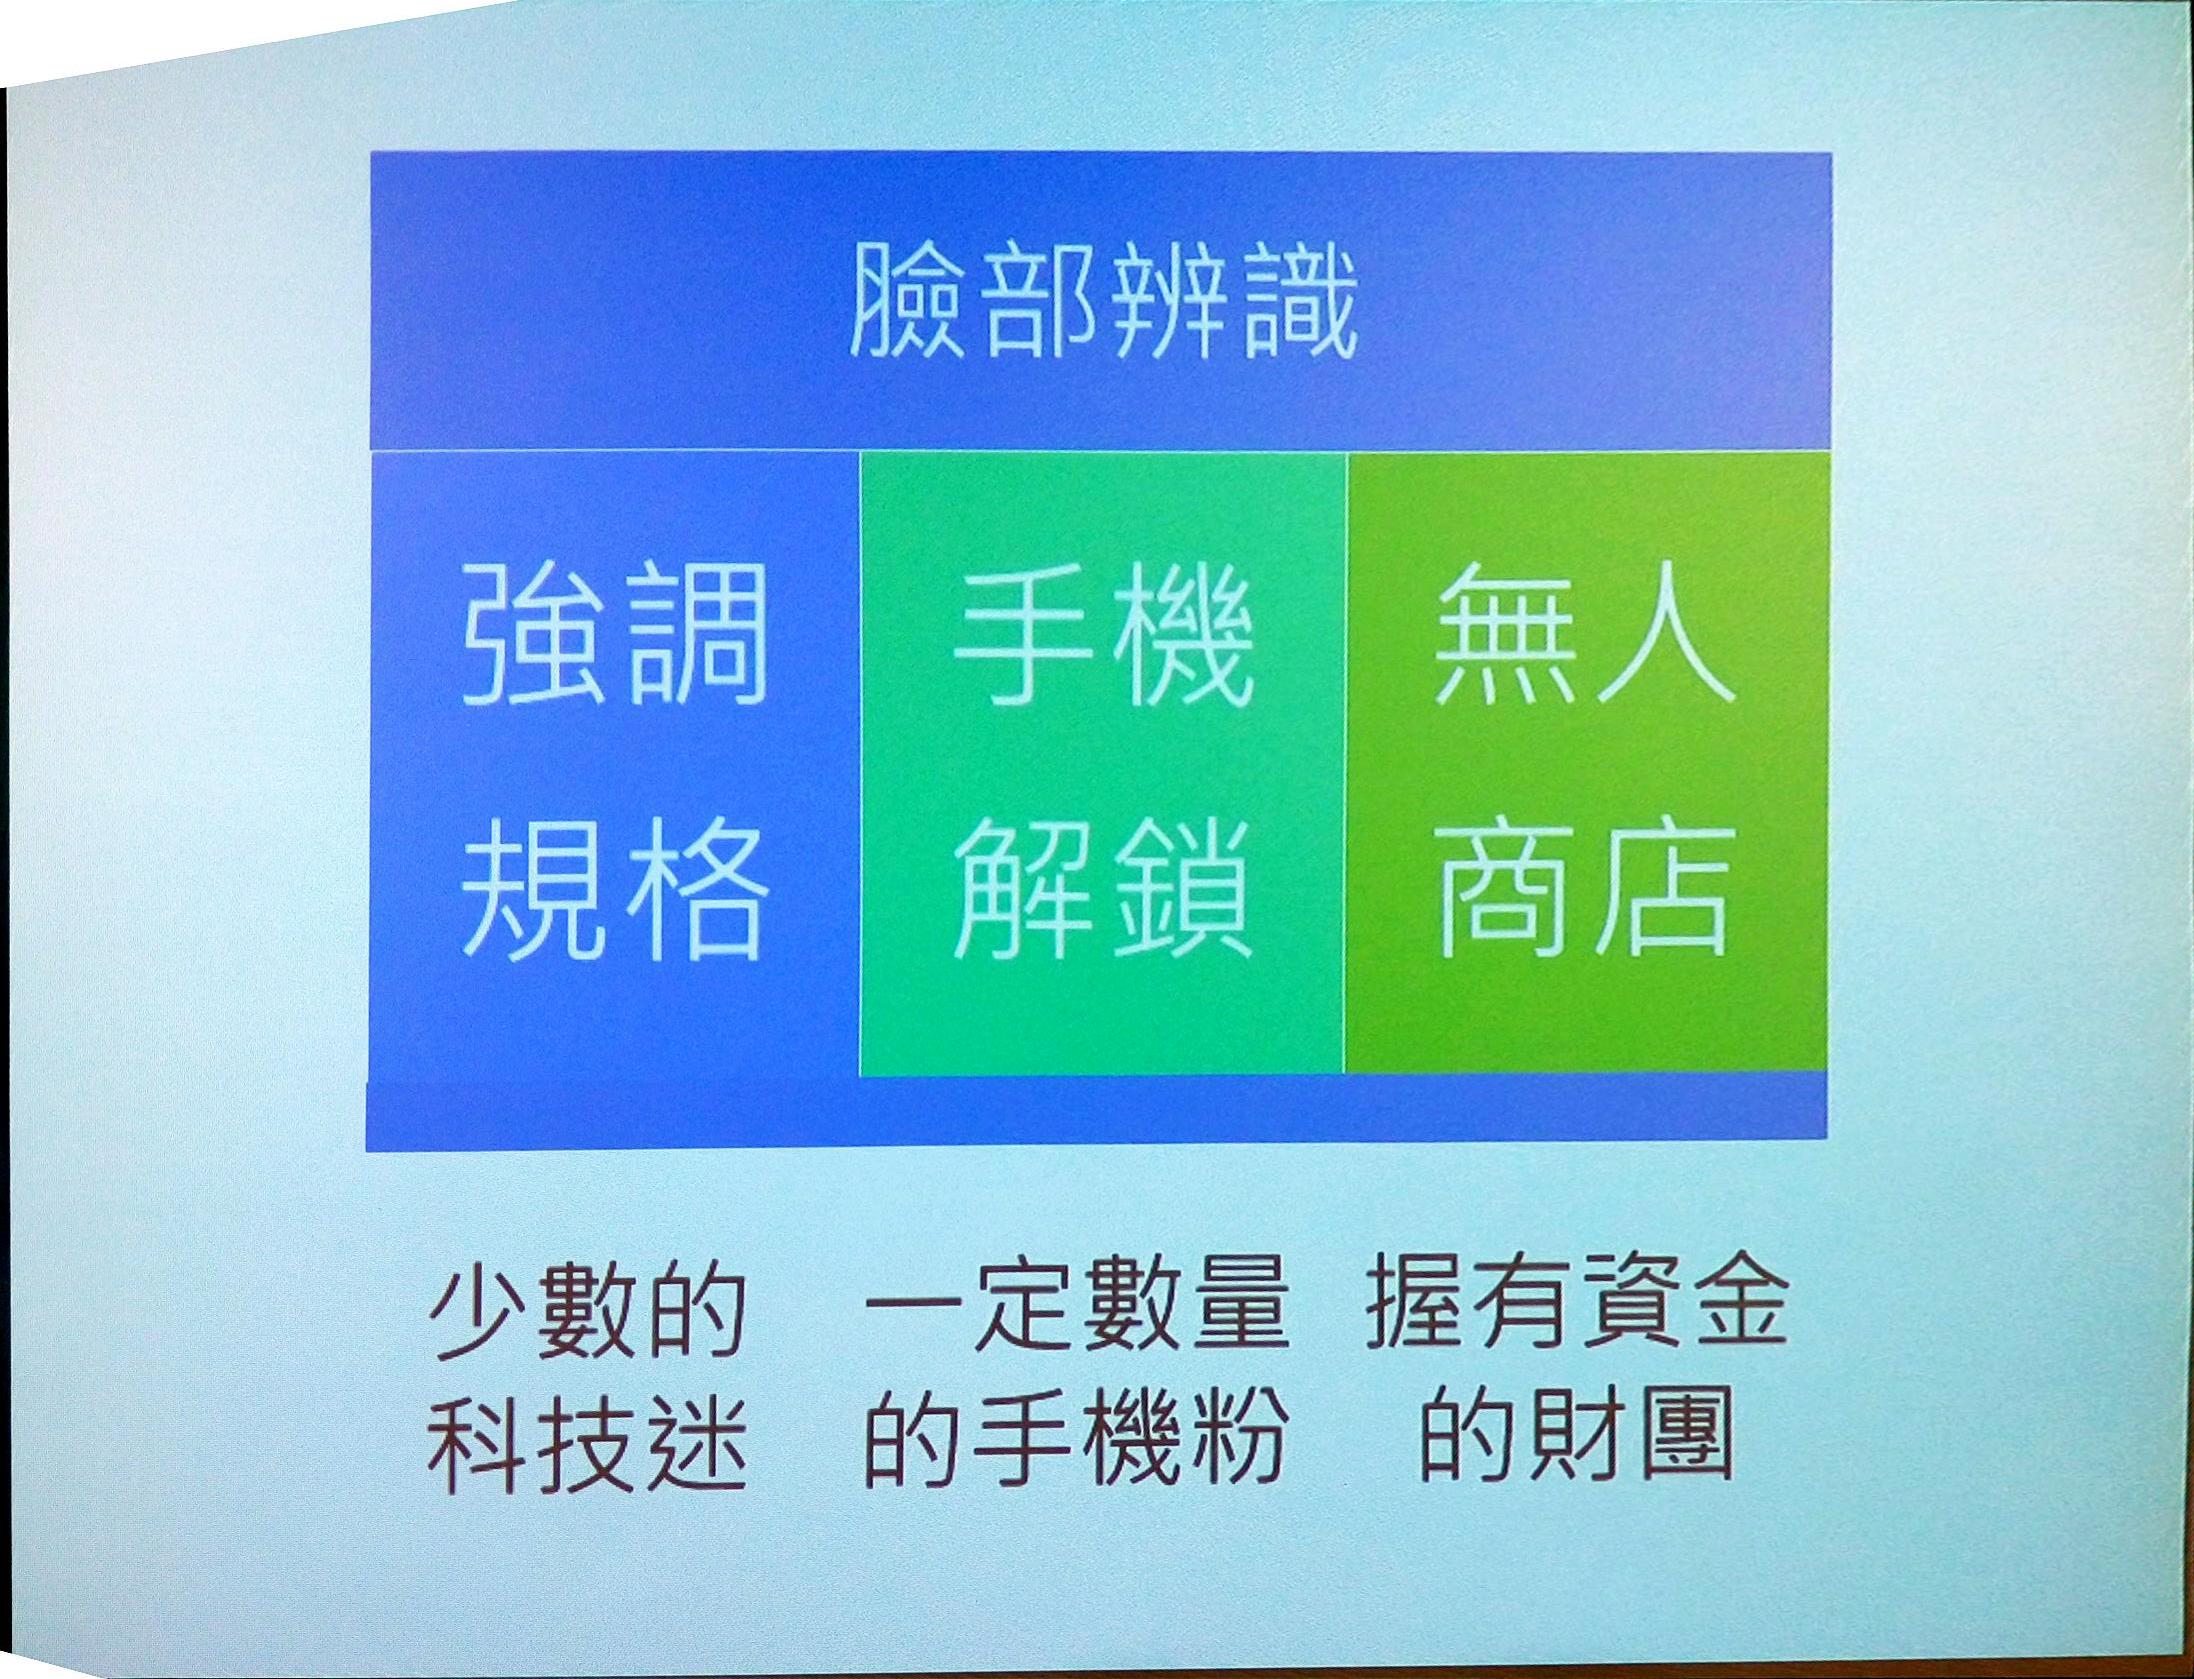 臉部辨識
強調
規格
手機
解鎖
無人
商店
少數的
科技迷
一定數量
的手機粉
握有資金
的財團